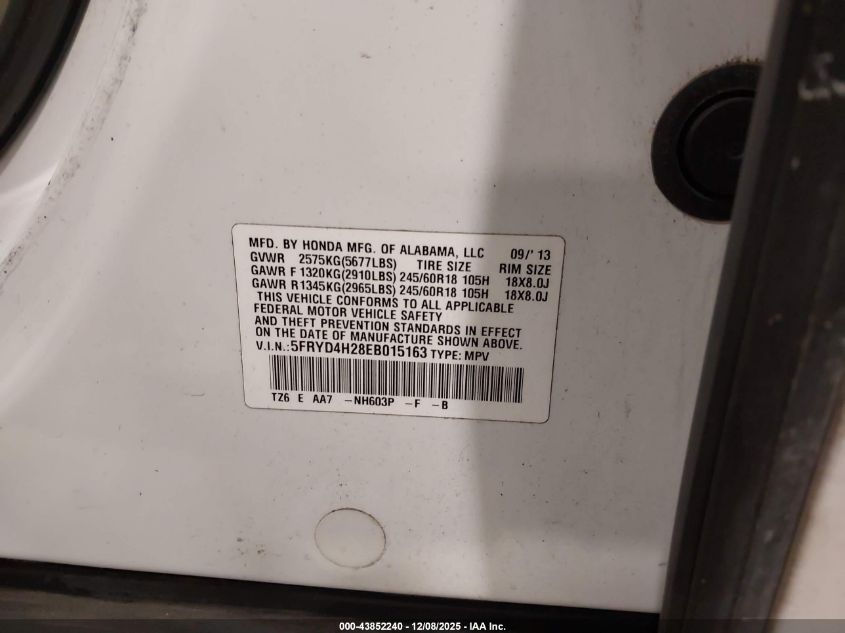 MFD. BY HONDA MFG. OF ALABAMA, LLC 09/'13
GVWR 2575KG(5677LBS) TIRE SIZE RIM SIZE
GAWR F 1320KG(2910LBS) 245/60R18 105H 18X8.0J
GAWR R1345KG(2965LBS) 245/60R18 105H 18X8.0J
THIS VEHICLE CONFORMS TO ALL APPLICABLE
FEDERAL MOTOR VEHICLE SAFETY
AND THEFT PREVENTION STANDARDS IN EFFECT
ON THE DATE OF MANUFACTURE SHOWN ABOVE.
V.I.N.:5FRYD4H28EB015163 TYPE: MPV
TZ6 E AA7 -NH603P -F -B
000-43852240 - 12/08/2025 - IAA Inc.